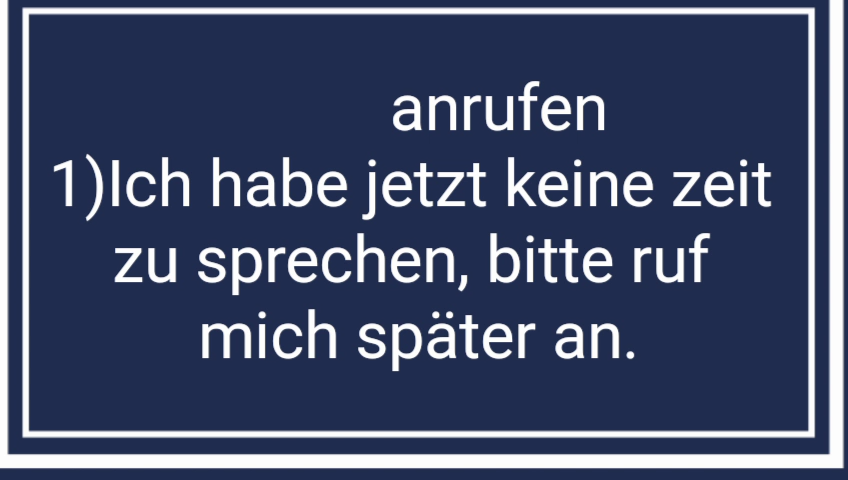 anrufen
1)Ich habe jetzt keine zeit
zu sprechen, bitte ruf
mich später an.